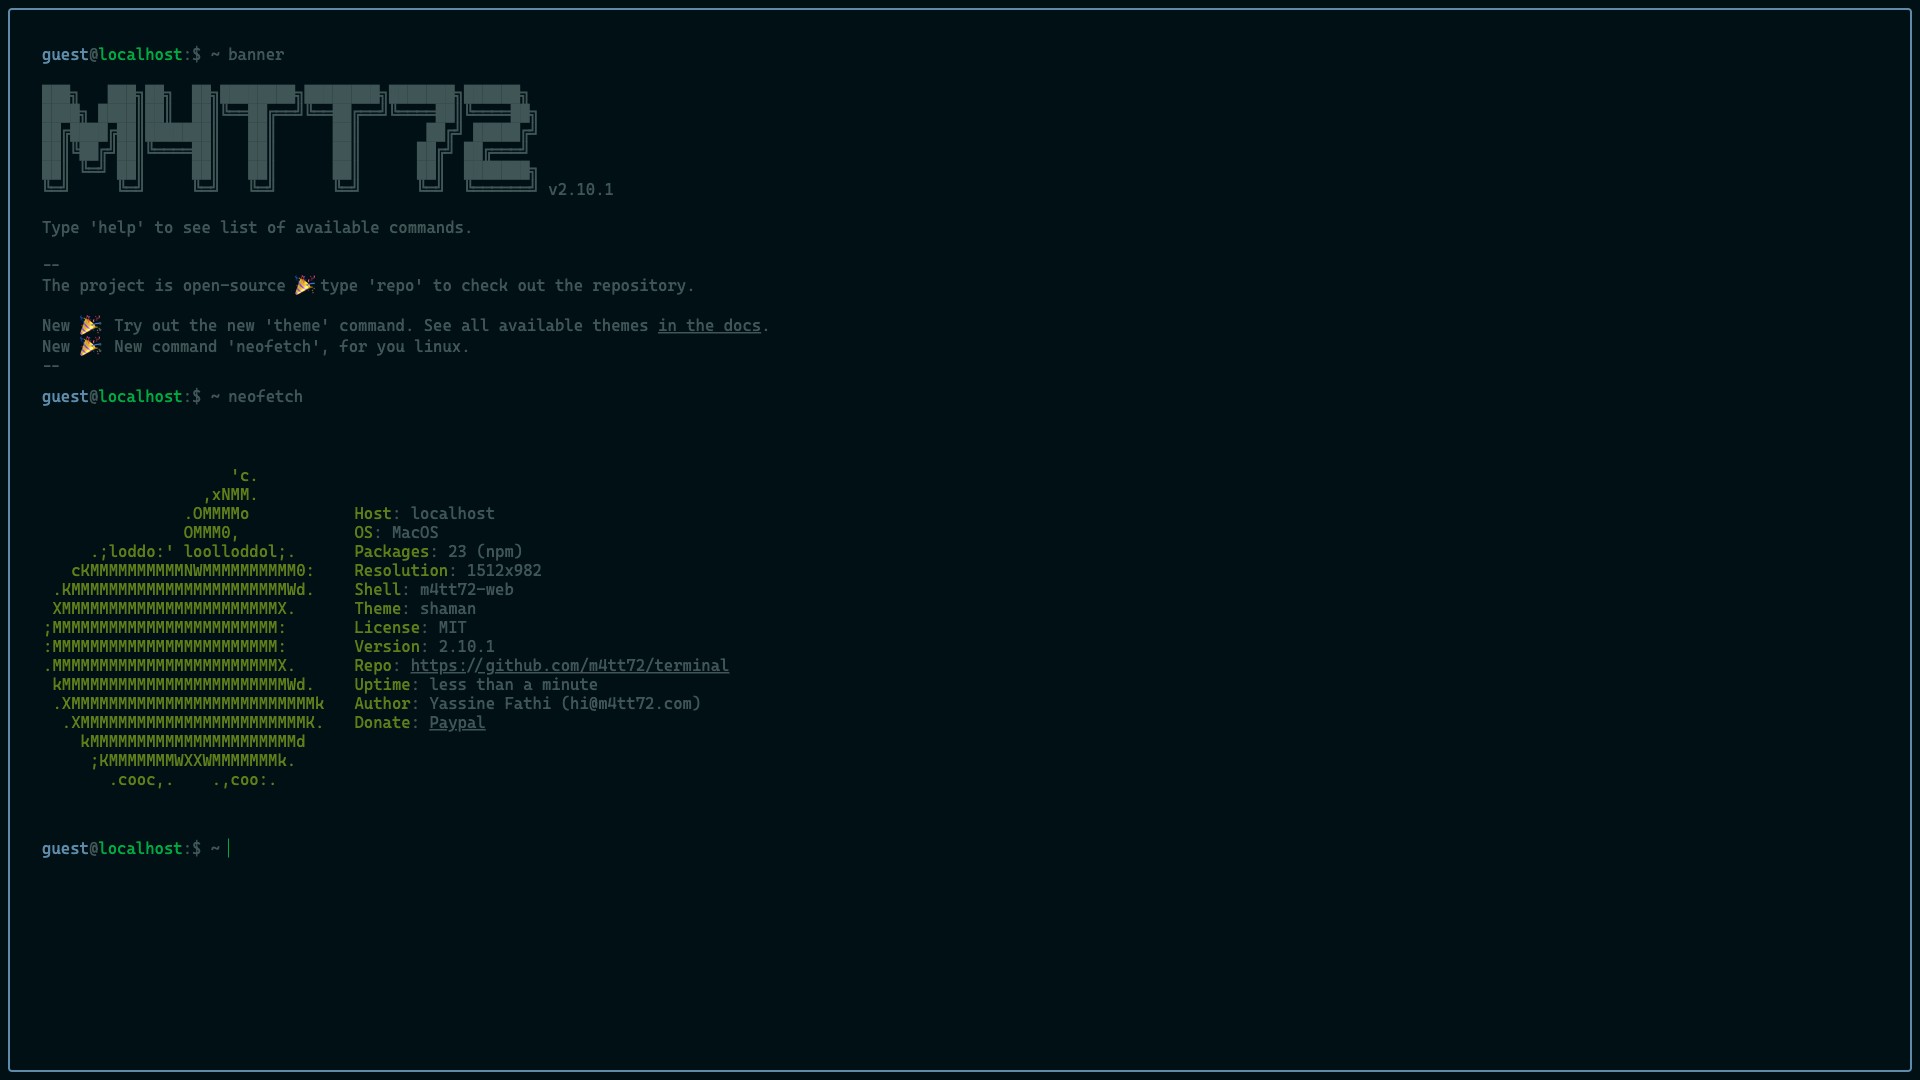 guest@localhost:$ ~ banner
M4TT72 v2.10.1
Type 'help' to see list of available commands.
--
The project is open-source 🎉 type 'repo' to check out the repository.
New 🎉 Try out the new 'theme' command. See all available themes in the docs.
New 🎉 New command 'neofetch', for you linux.
--
guest@localhost:$ ~ neofetch
'c.
,xNMM.
.OMMMMo
OMMM0,
.;loddo:' loolloddol;.
cKMMMMMMMMMMNWMMMMMMMMMM0:
.KMMMMMMMMMMMMMMMMMMMMMMMWd.
XMMMMMMMMMMMMMMMMMMMMMMMX.
;MMMMMMMMMMMMMMMMMMMMMMMM:
:MMMMMMMMMMMMMMMMMMMMMMMM:
.MMMMMMMMMMMMMMMMMMMMMMMMX.
kMMMMMMMMMMMMMMMMMMMMMMMMWd.
.XMMMMMMMMMMMMMMMMMMMMMMMMMMk
.XMMMMMMMMMMMMMMMMMMMMMMMMK.
kMMMMMMMMMMMMMMMMMMMMMMd
;KMMMMMMMWXXWMMMMMMMk.
.cooc,.    .,coo:.
Host: localhost
OS: MacOS
Packages: 23 (npm)
Resolution: 1512x982
Shell: m4tt72-web
Theme: shaman
License: MIT
Version: 2.10.1
Repo: https://github.com/m4tt72/terminal
Uptime: less than a minute
Author: Yassine Fathi (hi@m4tt72.com)
Donate: Paypal
guest@localhost:$ ~